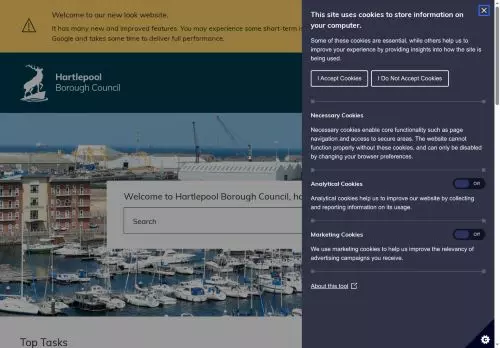 Welcome to our new look website.
It has many new and improved features. You may experience some short-term is
Google and takes some time to deliver full performance.
Hartlepool
Borough Council
Welcome to Hartlepool Borough Council, ho
Search
Top Tasks
This site uses cookies to store information on
your computer.
Some of these cookies are essential, while others help us to
improve your experience by providing insights into how the site is
being used.
I Accept Cookies
I Do Not Accept Cookies
Necessary Cookies
Necessary cookies enable core functionality such as page
navigation and access to secure areas. The website cannot
function properly without these cookies, and can only be disabled
by changing your browser preferences.
Analytical Cookies
Off
Analytical cookies help us to improve our website by collecting
and reporting information on its usage.
Marketing Cookies
Off
We use marketing cookies to help us improve the relevancy of
advertising campaigns you receive.
About this tool